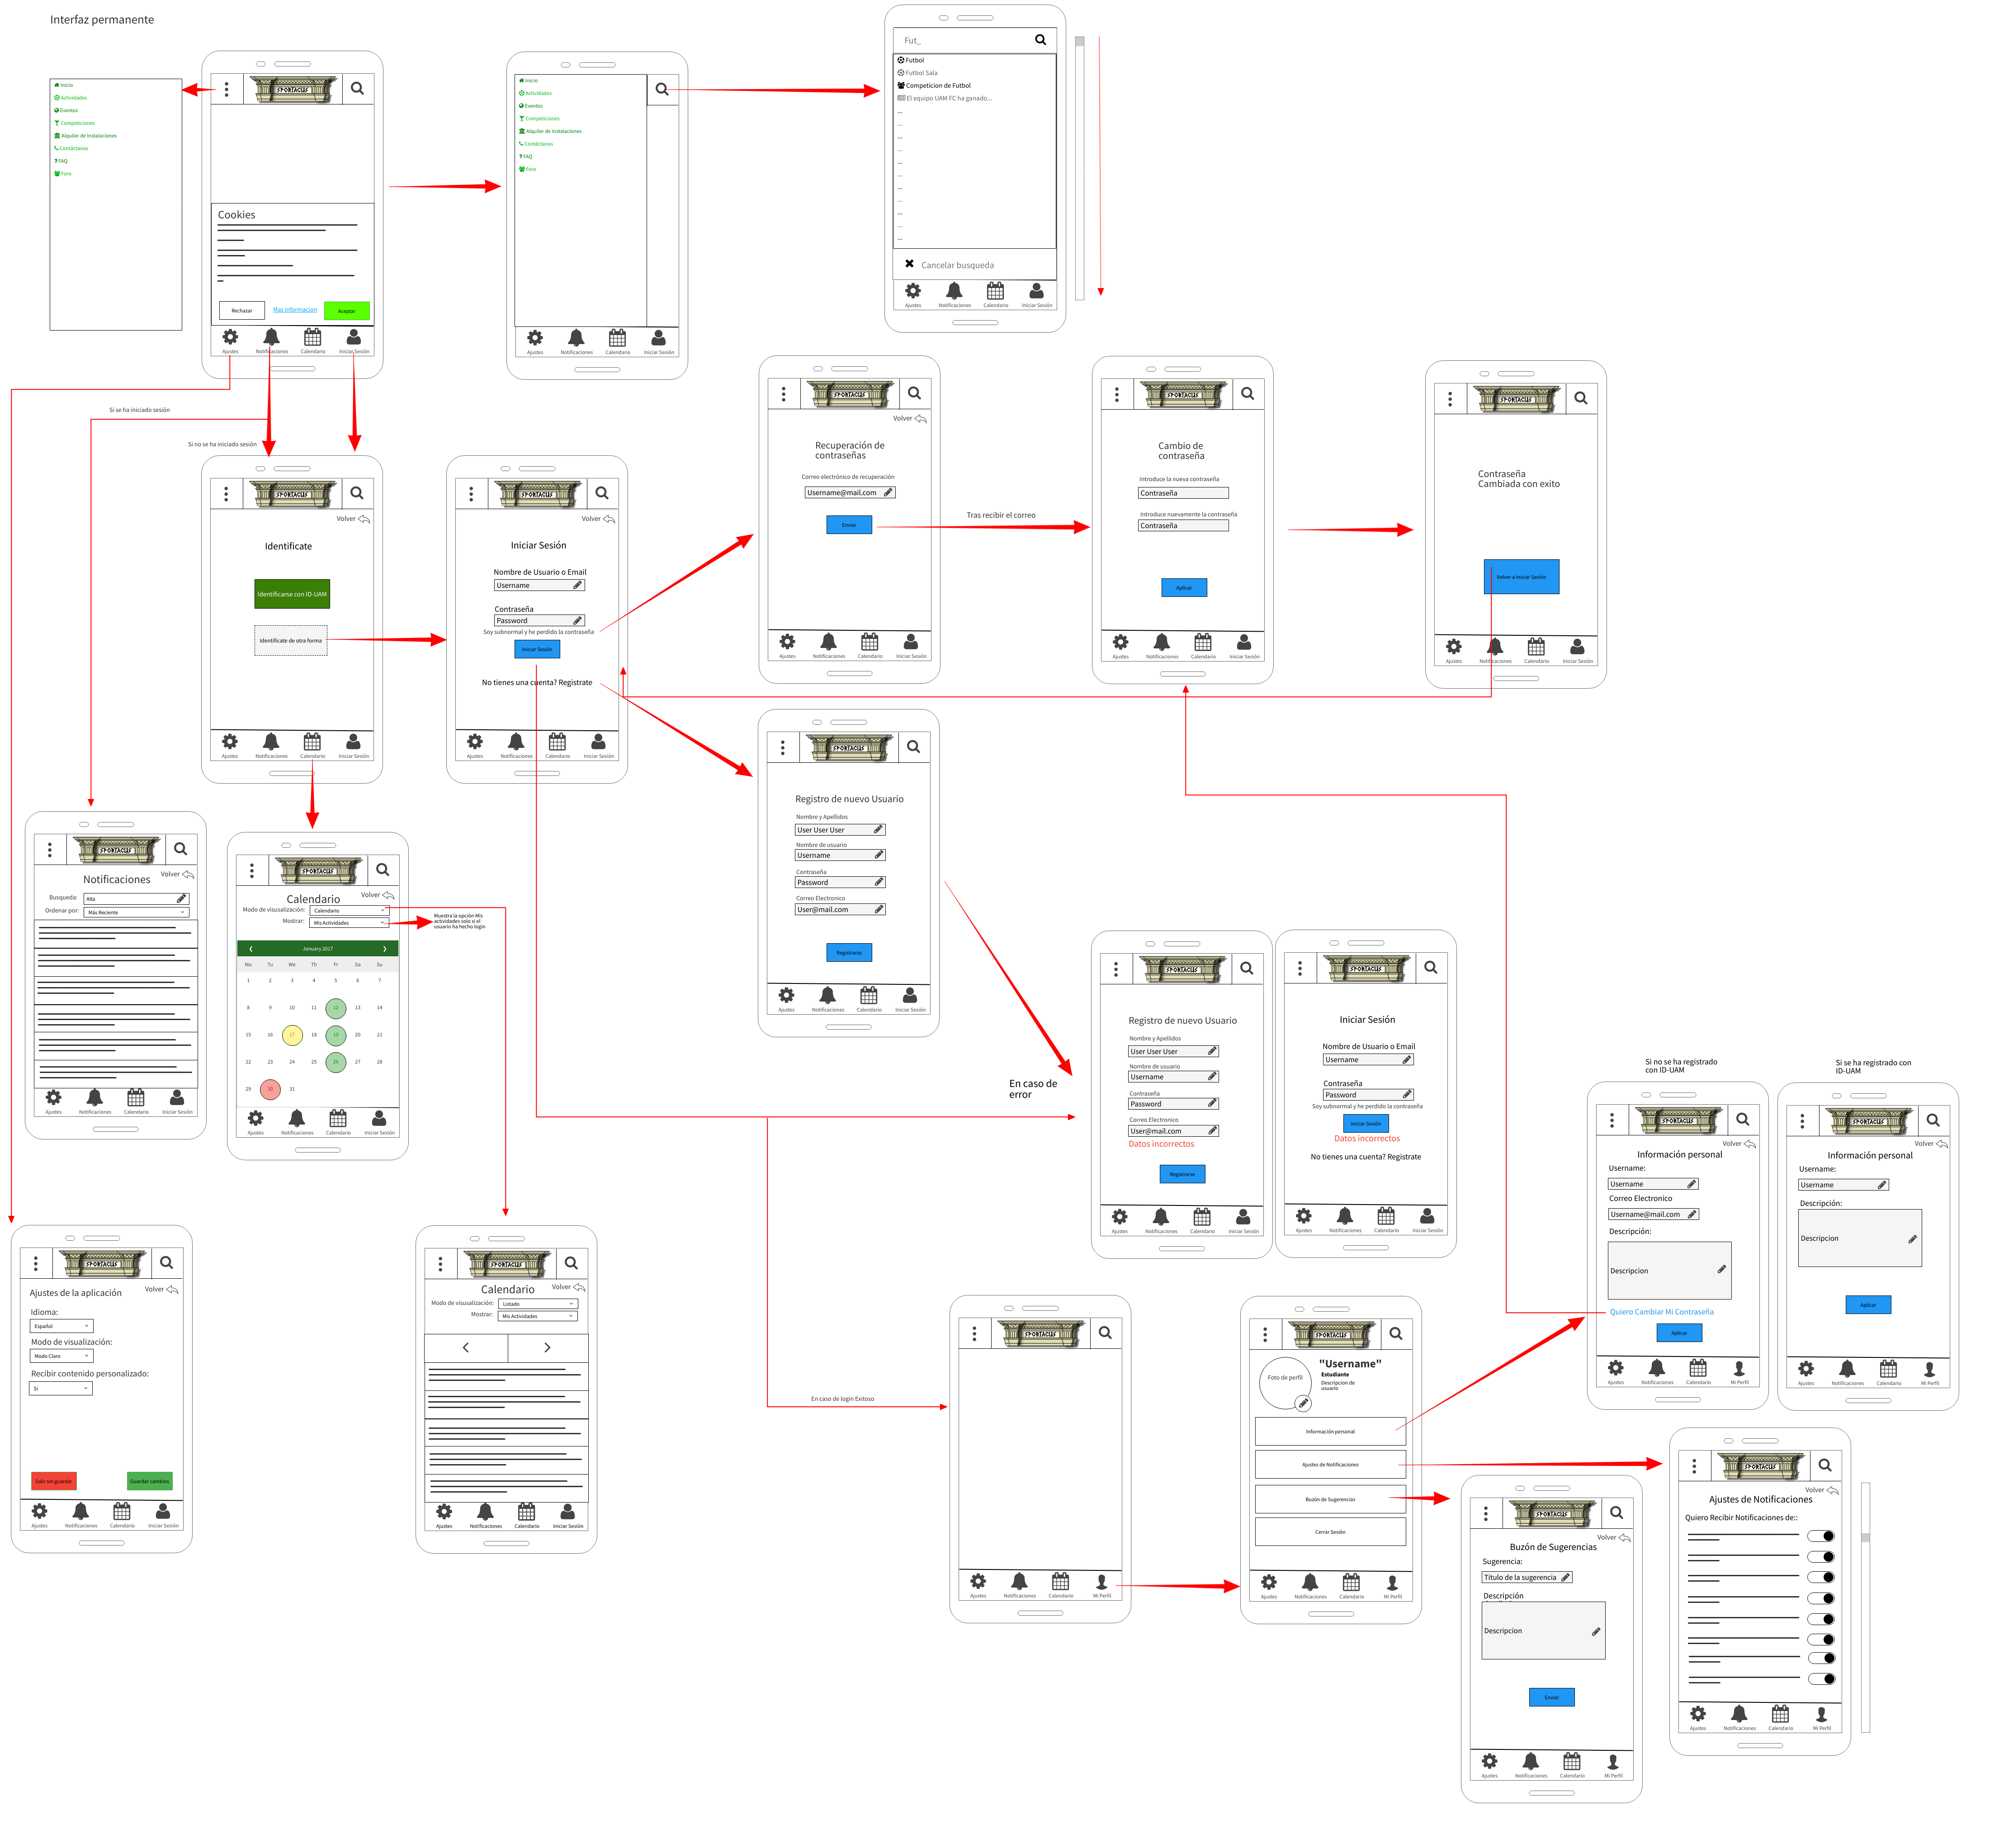 Interfaz permanente
Inicio
Actividades
Eventos
Competiciones
Alquiler de Instalaciones
Contáctanos
FAQ
Foro
SPORTACUS
Cookies
Rechazar
Mas informacion
Aceptar
Ajustes
Notificaciones
Calendario
Iniciar Sesión
Inicio
Actividades
Eventos
Competiciones
Alquiler de Instalaciones
Contáctanos
FAQ
Foro
Ajustes
Notificaciones
Calendario
Iniciar Sesión
Fut_
Futbol
Futbol Sala
Competicion de Futbol
El equipo UAM FC ha ganado...
...
...
...
...
...
...
...
...
...
...
...
Cancelar busqueda
Ajustes
Notificaciones
Calendario
Iniciar Sesión
Si se ha iniciado sesión
Si no se ha iniciado sesión
SPORTACUS
Volver
Identificate
Identificarse con ID-UAM
Identificate de otra forma
Ajustes
Notificaciones
Calendario
Iniciar Sesión
SPORTACUS
Volver
Iniciar Sesión
Nombre de Usuario o Email
Username
Contraseña
Password
Soy subnormal y he perdido la contraseña
Iniciar Sesión
No tienes una cuenta? Registrate
Ajustes
Notificaciones
Calendario
Iniciar Sesión
SPORTACUS
Volver
Recuperación de
contraseñas
Correo electrónico de recuperación
Username@mail.com
Enviar
Ajustes
Notificaciones
Calendario
Iniciar Sesión
Tras recibir el correo
SPORTACUS
Cambio de
contraseña
Introduce la nueva contraseña
Contraseña
Introduce nuevamente la contraseña
Contraseña
Aplicar
Ajustes
Notificaciones
Calendario
Iniciar Sesión
SPORTACUS
Contraseña
Cambiada con exito
Volver a Iniciar Sesión
Ajustes
Notificaciones
Calendario
Iniciar Sesión
SPORTACUS
Registro de nuevo Usuario
Nombre y Apellidos
User User User
Nombre de usuario
Username
Contraseña
Password
Correo Electronico
User@mail.com
Registrarse
Ajustes
Notificaciones
Calendario
Iniciar Sesión
SPORTACUS
Volver
Notificaciones
Busqueda:
Alta
Ordenar por:
Más Reciente
Ajustes
Notificaciones
Calendario
Iniciar Sesión
SPORTACUS
Volver
Calendario
Modo de visusalización:
Calendario
Mostrar:
Mis Actividades
January 2017
Mo Tu We Th Fr Sa Su
1 2 3 4 5 6 7
8 9 10 11 12 13 14
15 16 17 18 19 20 21
22 23 24 25 26 27 28
29 30 31
Ajustes
Notificaciones
Calendario
Iniciar Sesión
Muestra la opción Mis
actividades solo si el
usuario ha hecho login
En caso de
error
SPORTACUS
Registro de nuevo Usuario
Nombre y Apellidos
User User User
Nombre de usuario
Username
Contraseña
Password
Correo Electronico
User@mail.com
Datos incorrectos
Registrarse
Ajustes
Notificaciones
Calendario
Iniciar Sesión
SPORTACUS
Iniciar Sesión
Nombre de Usuario o Email
Username
Contraseña
Password
Soy subnormal y he perdido la contraseña
Iniciar Sesión
Datos incorrectos
No tienes una cuenta? Registrate
Ajustes
Notificaciones
Calendario
Iniciar Sesión
Si no se ha registrado
con ID-UAM
SPORTACUS
Volver
Información personal
Username:
Username
Correo Electronico
Username@mail.com
Descripción:
Descripcion
Quiero Cambiar Mi Contraseña
Aplicar
Ajustes
Notificaciones
Calendario
Mi Perfil
Si se ha registrado con
ID-UAM
SPORTACUS
Volver
Información personal
Username:
Username
Descripción:
Descripcion
Aplicar
Ajustes
Notificaciones
Calendario
Mi Perfil
SPORTACUS
Volver
Ajustes de la aplicación
Idioma:
Español
Modo de visualización:
Modo Claro
Recibir contenido personalizado:
Si
Salir sin guardar
Guardar cambios
Ajustes
Notificaciones
Calendario
Iniciar Sesión
SPORTACUS
Volver
Calendario
Modo de visusalización:
Listado
Mostrar:
Mis Actividades
Ajustes
Notificaciones
Calendario
Iniciar Sesión
En caso de login Exitoso
SPORTACUS
Ajustes
Notificaciones
Calendario
Mi Perfil
SPORTACUS
Foto de perfil
"Username"
Estudiante
Descripcion de
usuario
Información personal
Ajustes de Notificaciones
Buzón de Sugerencias
Cerrar Sesión
Ajustes
Notificaciones
Calendario
Mi Perfil
SPORTACUS
Volver
Buzón de Sugerencias
Sugerencia:
Titulo de la sugerencia
Descripción
Descripcion
Enviar
Ajustes
Notificaciones
Calendario
Mi Perfil
SPORTACUS
Volver
Ajustes de Notificaciones
Quiero Recibir Notificaciones de::
Ajustes
Notificaciones
Calendario
Mi Perfil